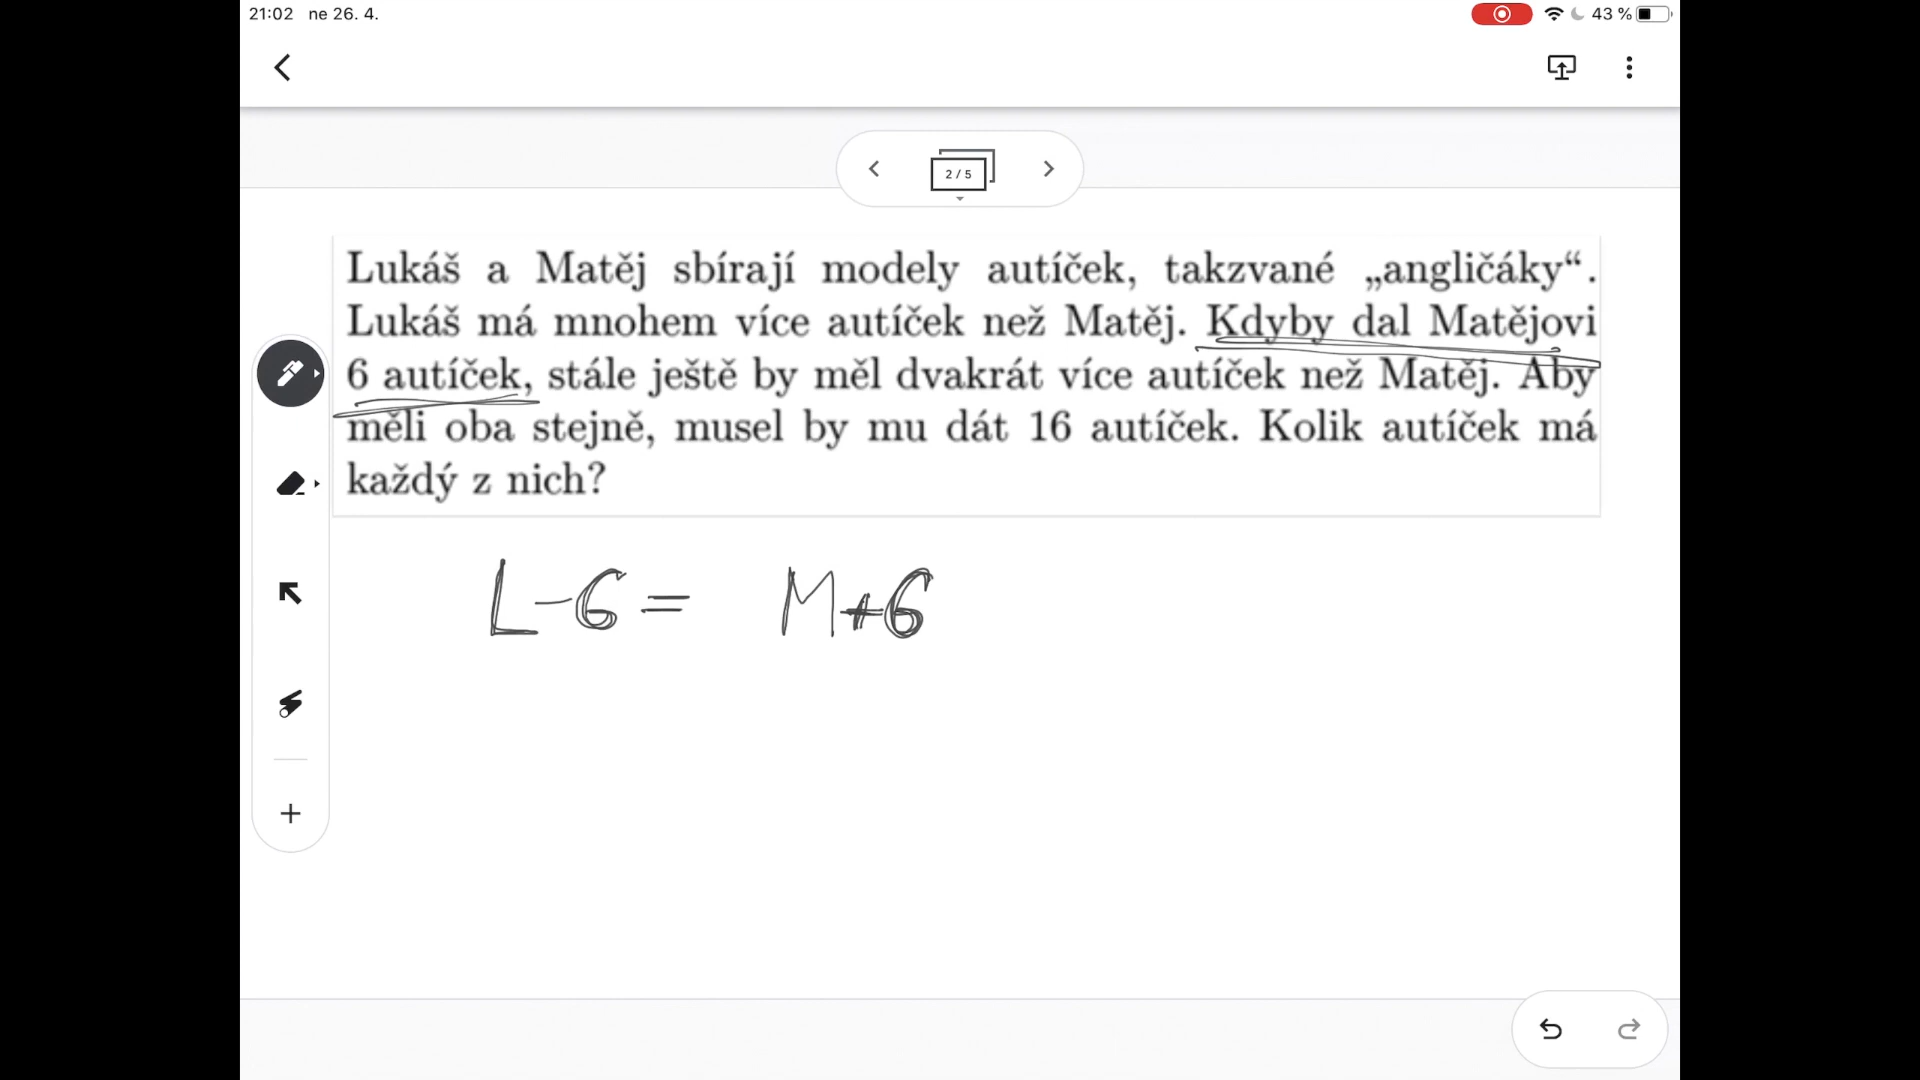 21:02 ne 26. 4.
43 %
2 / 5
Lukáš a Matěj sbírají modely autíček, takzvané „angličáky“.
Lukáš má mnohem více autíček než Matěj. Kdyby dal Matějovi
6 autíček, stále ještě by měl dvakrát více autíček než Matěj. Aby
měli oba stejně, musel by mu dát 16 autíček. Kolik autíček má
každý z nich?
L-6= M+6